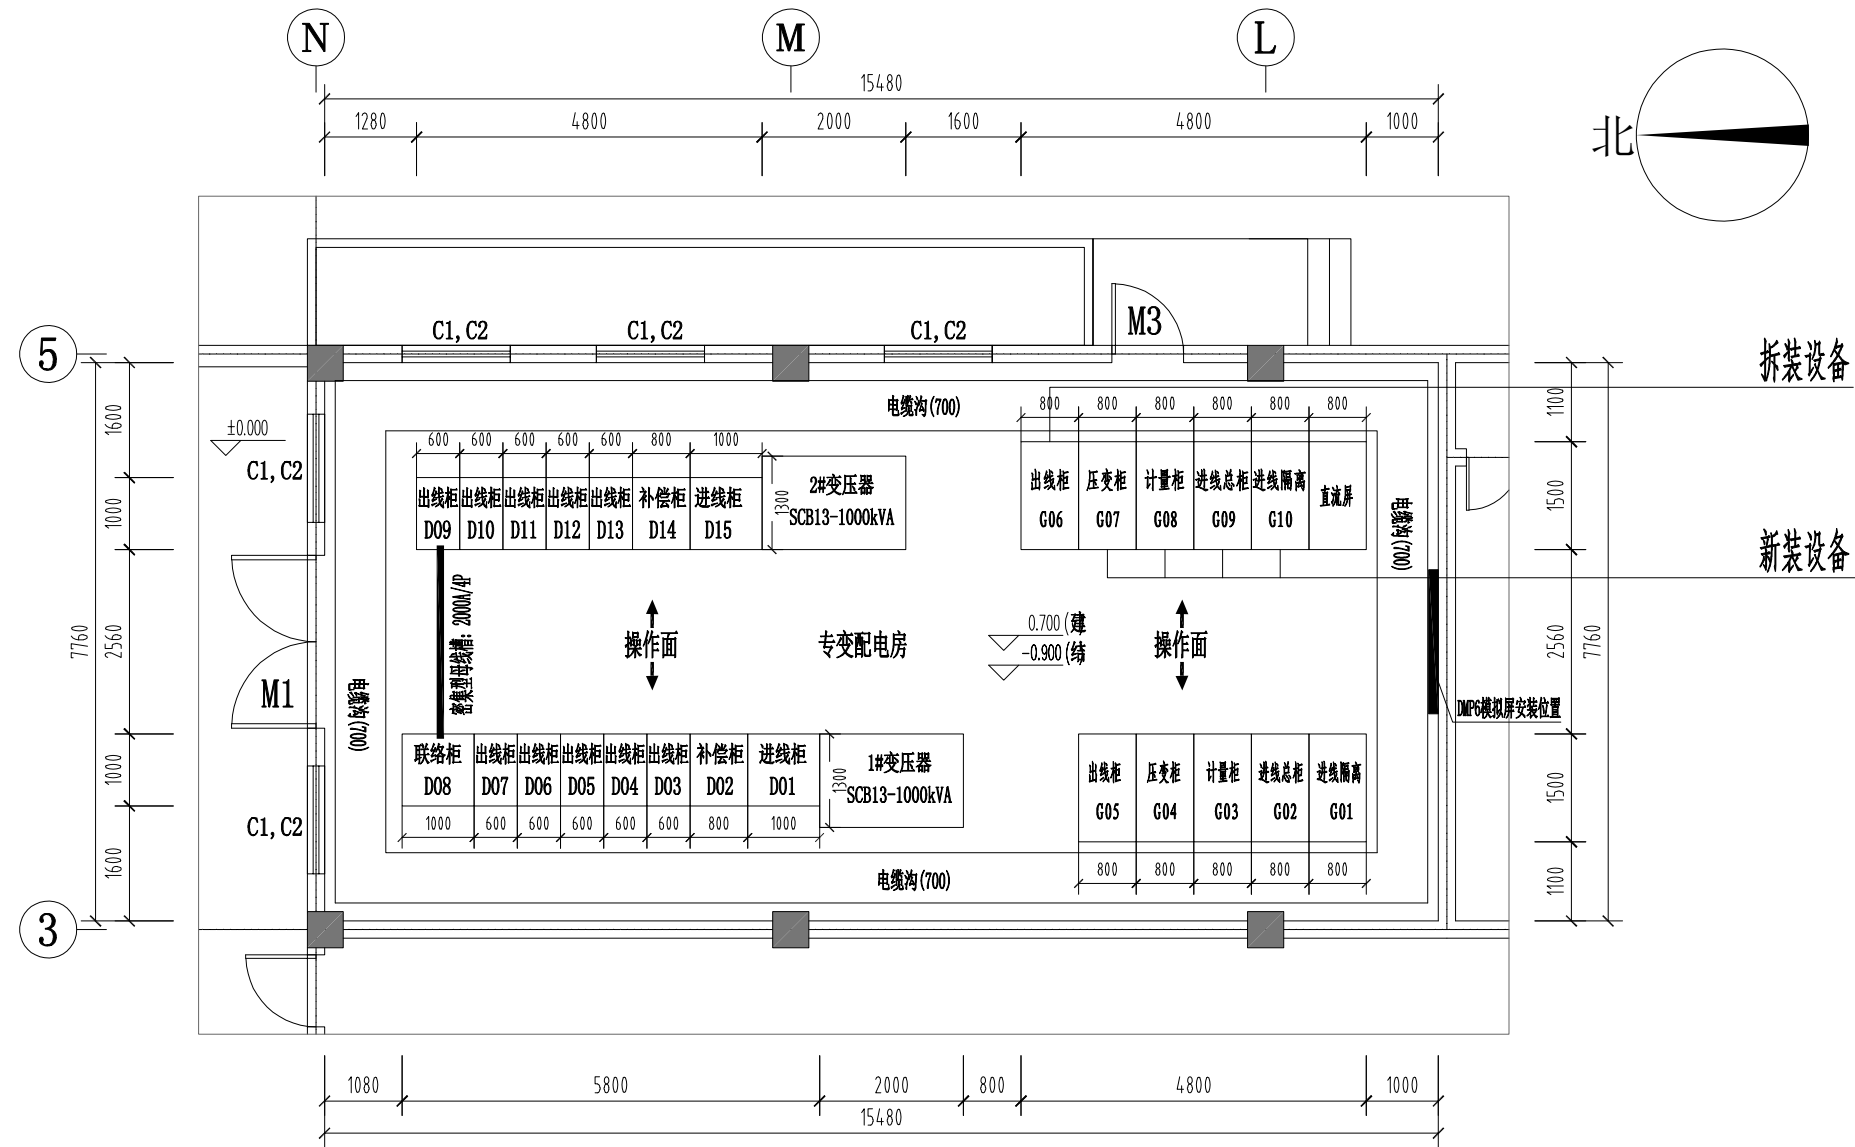 N
M
L
15480
1280
4800
2000
1600
4800
1000
北
C1, C2
C1, C2
C1, C2
M3
5
拆装设备
1600
1000
2560
1000
1600
7760
±0.000
C1, C2
电缆沟(700)
800
800
800
800
800
800
1100
1500
2560
1500
1100
7760
600
600
600
600
600
800
1000
出线柜
D09
出线柜
D10
出线柜
D11
出线柜
D12
出线柜
D13
补偿柜
D14
进线柜
D15
1300
2#变压器
SCB13-1000kVA
出线柜
G06
压变柜
G07
计量柜
G08
进线总柜
G09
进线隔离
G10
直流屏
电缆沟(700)
新装设备
密集型母线槽: 2000A/4P
操作面
专变配电房
0.700(建
-0.900(结
操作面
M1
电缆沟(700)
DMP6模拟屏安装位置
联络柜
D08
出线柜
D07
出线柜
D06
出线柜
D05
出线柜
D04
出线柜
D03
补偿柜
D02
进线柜
D01
1300
1#变压器
SCB13-1000kVA
出线柜
G05
压变柜
G04
计量柜
G03
进线总柜
G02
进线隔离
G01
C1, C2
1000
600
600
600
600
600
800
1000
800
800
800
800
800
电缆沟(700)
3
1080
5800
2000
800
4800
1000
15480